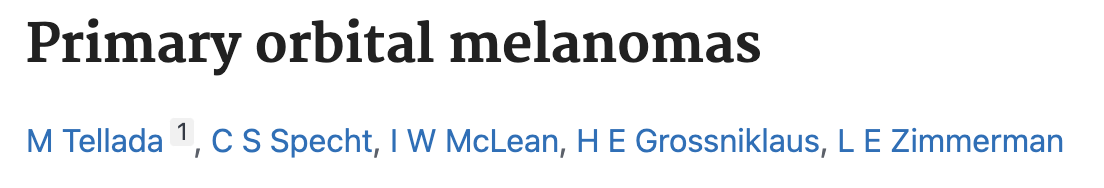 Primary orbital melanomas
M Tellada 1, C S Specht, I W McLean, H E Grossniklaus, L E Zimmerman